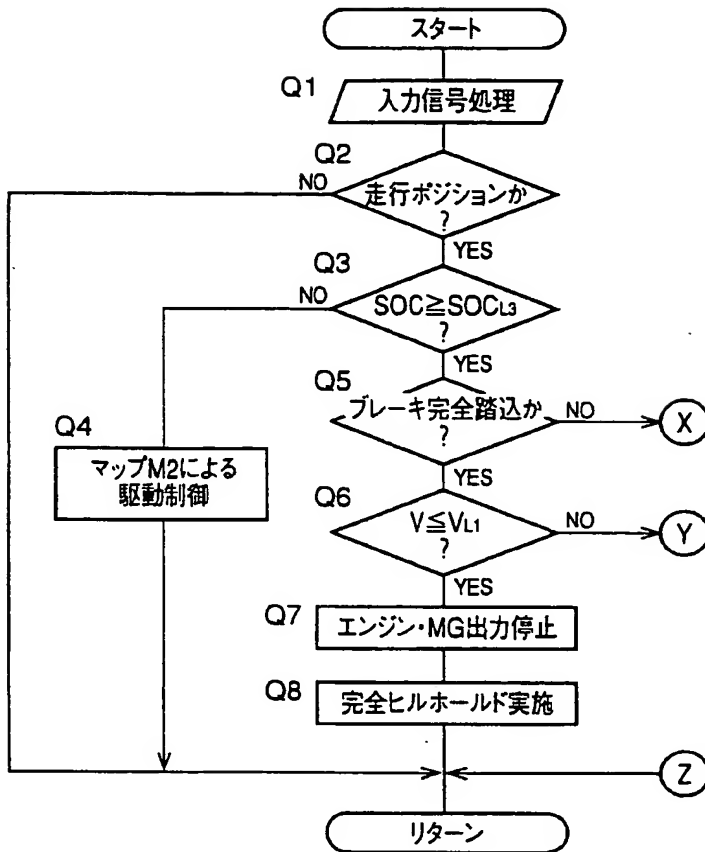 スタート
Q1
入力信号処理
Q2
走行ポジションか
?
NO
YES
Q3
SOC≧SOCL3
?
NO
YES
Q5
ブレーキ完全踏込か
?
NO
X
YES
Q4
マップM2による
駆動制御
Q6
V≦VL1
?
NO
Y
YES
Q7
エンジン・MG出力停止
Q8
完全ヒルホールド実施
Z
リターン